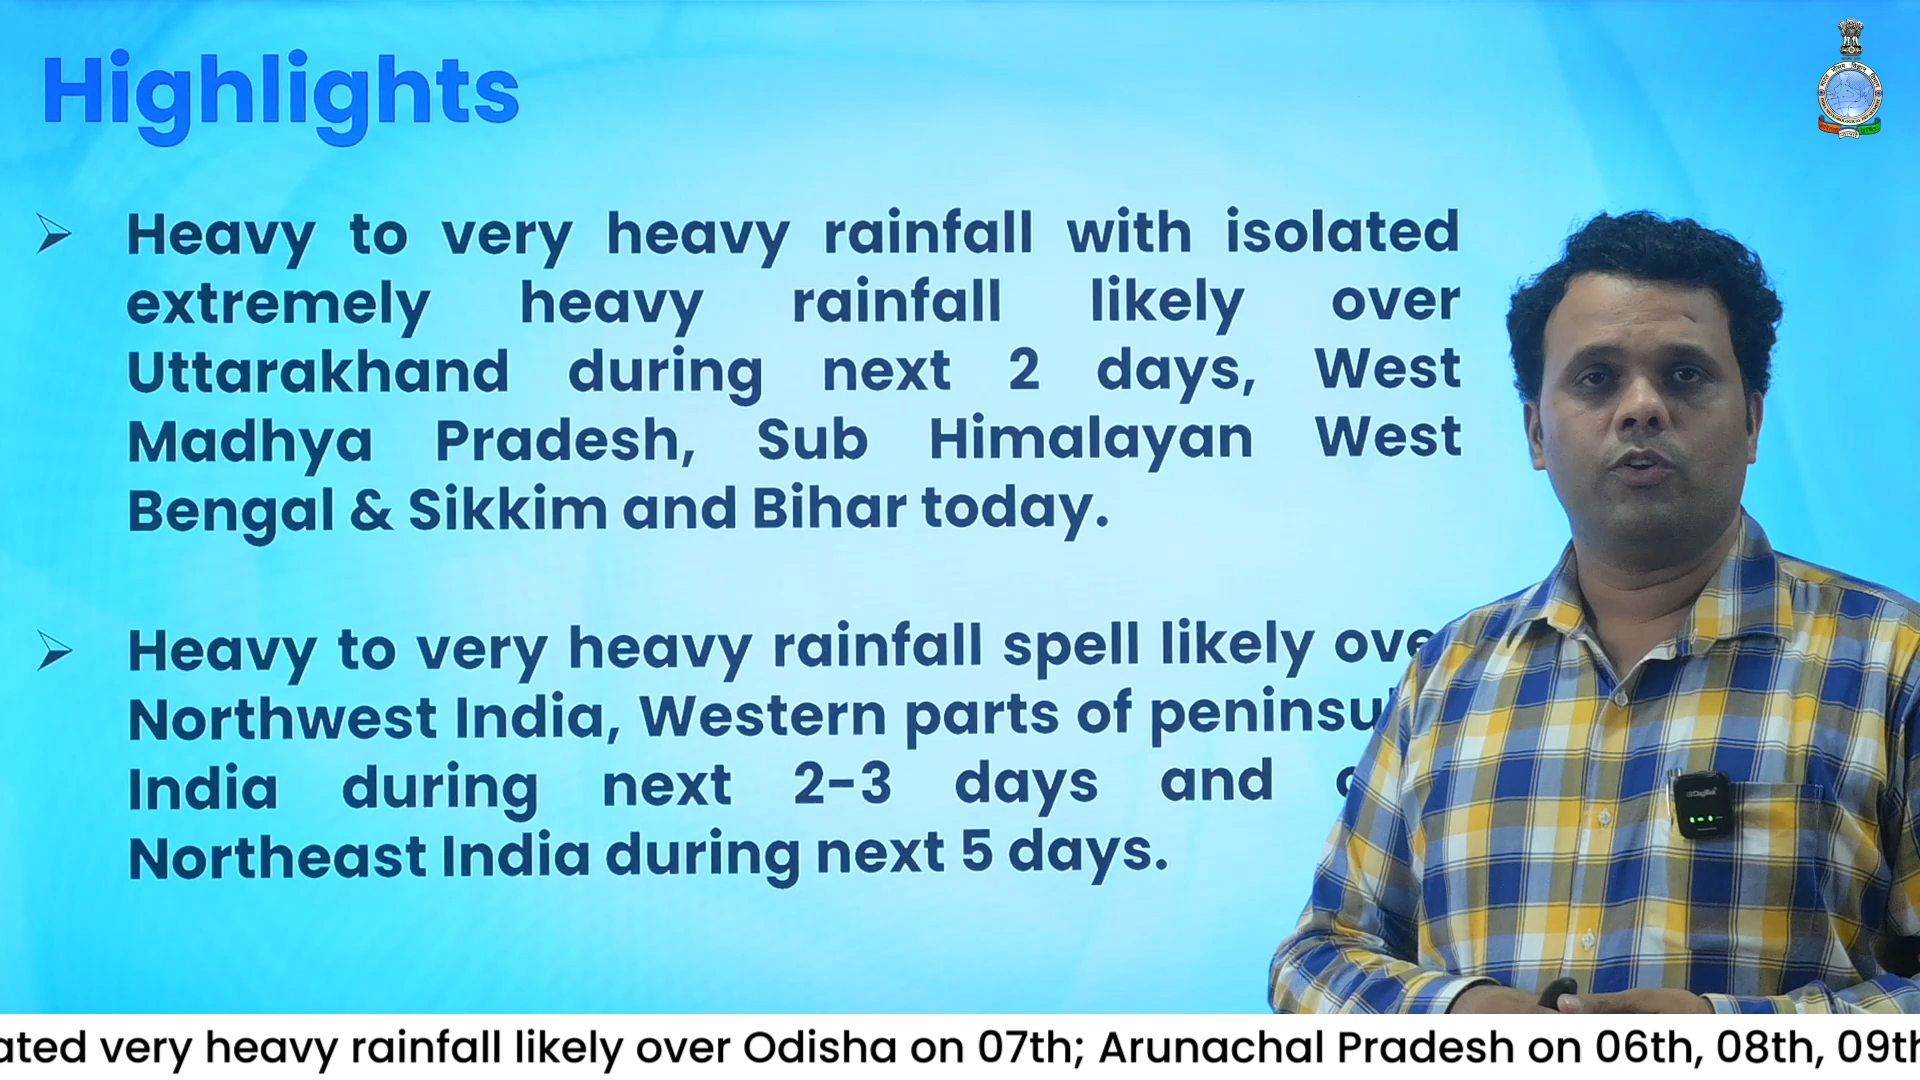 Highlights
Heavy to very heavy rainfall with isolated
extremely heavy rainfall likely over
Uttarakhand during next 2 days, West
Madhya Pradesh, Sub Himalayan West
Bengal & Sikkim and Bihar today.
Heavy to very heavy rainfall spell likely ove
Northwest India, Western parts of peninsu
India during next 2-3 days and
Northeast India during next 5 days.
ated very heavy rainfall likely over Odisha on 07th; Arunachal Pradesh on 06th, 08th, 09th